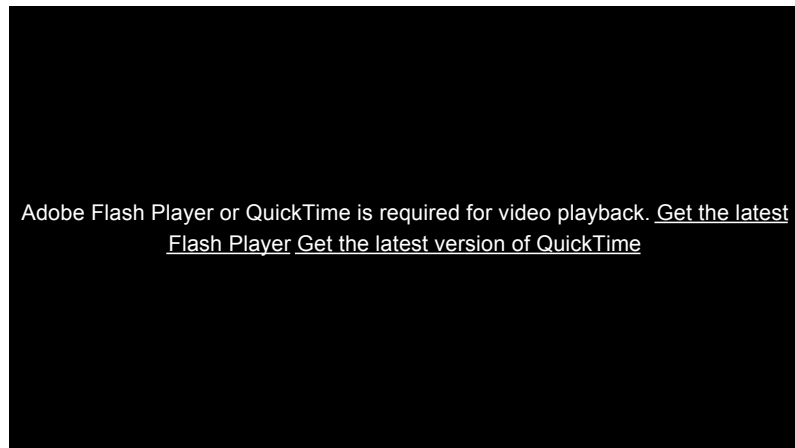 Adobe Flash Player or QuickTime is required for video playback. Get the latest
Flash Player Get the latest version of QuickTime